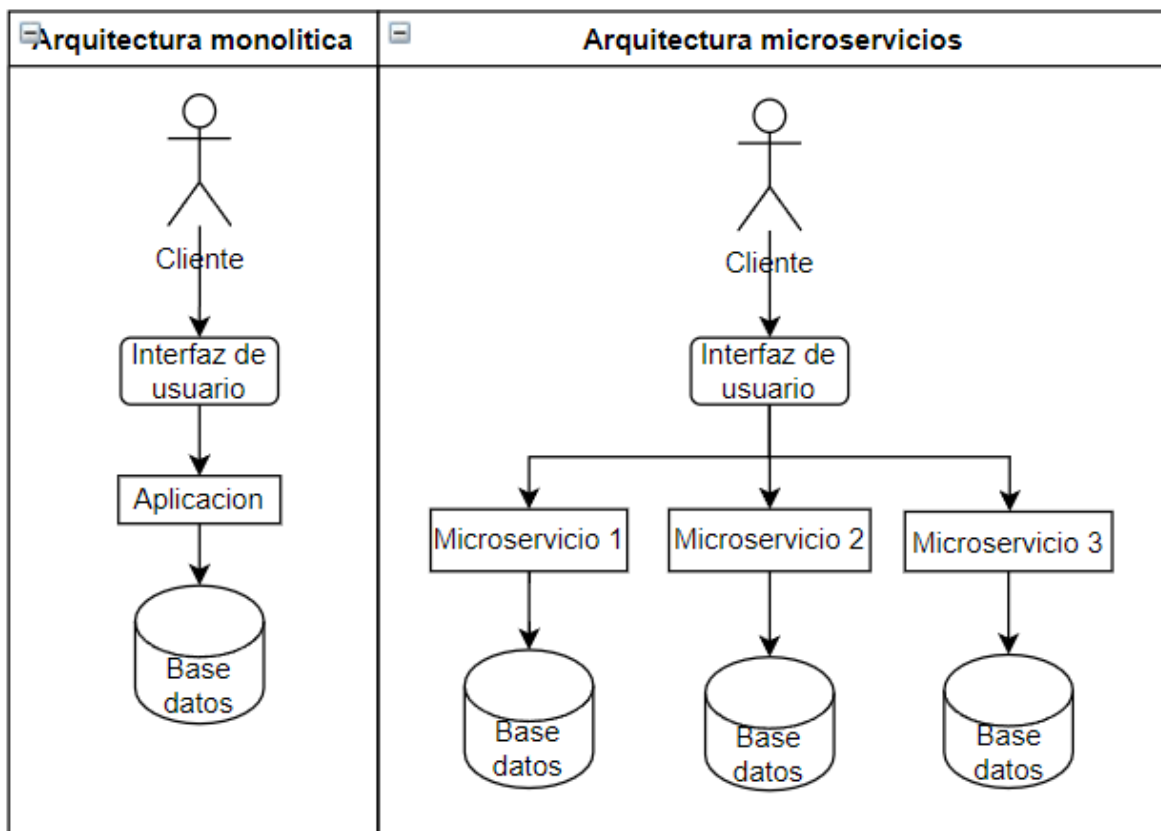 Arquitectura monolitica
Cliente
Interfaz de
usuario
Aplicacion
Base
datos
Arquitectura microservicios
Cliente
Interfaz de
usuario
Microservicio 1
Microservicio 2
Microservicio 3
Base
datos
Base
datos
Base
datos